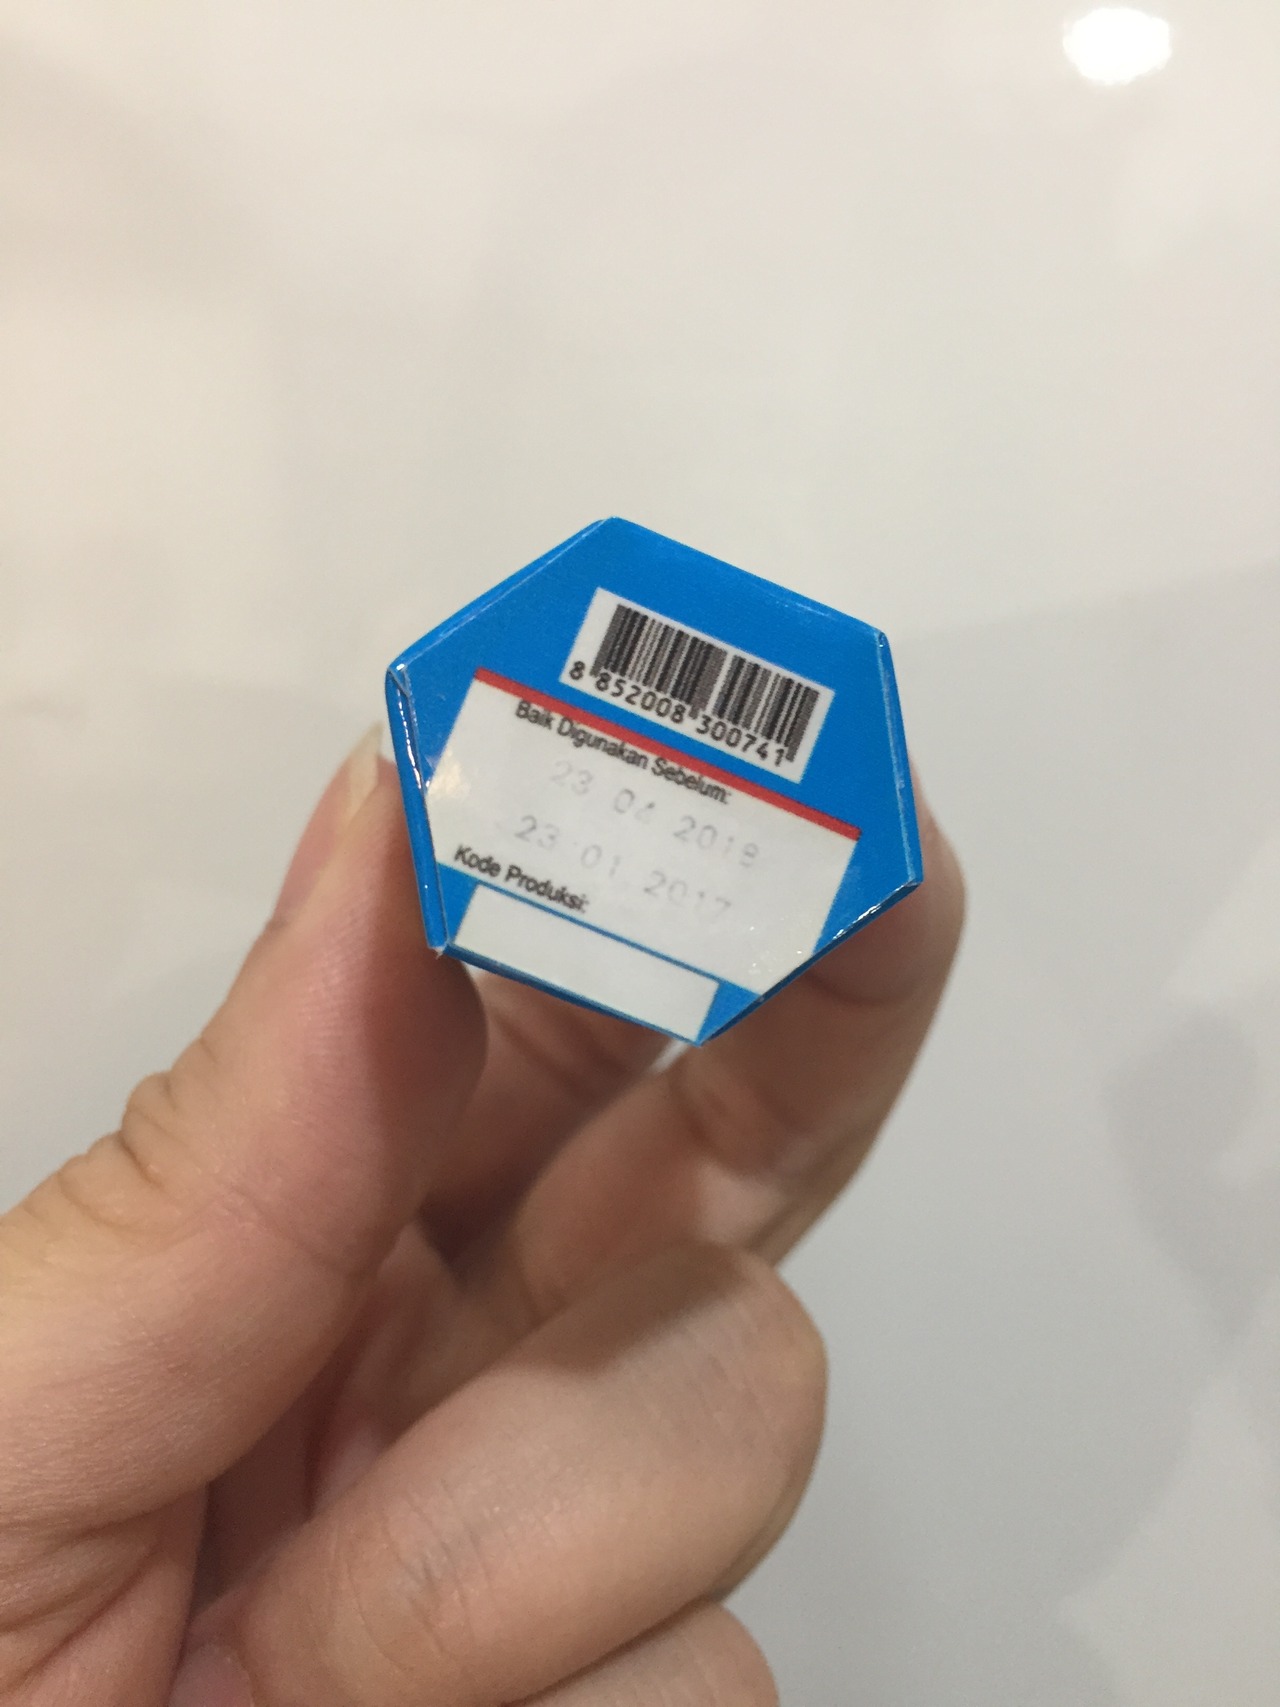 8 852008 300741
Baik Digunakan Sebelum:
23 04 2018
23 01 2017
Kode Produksi: